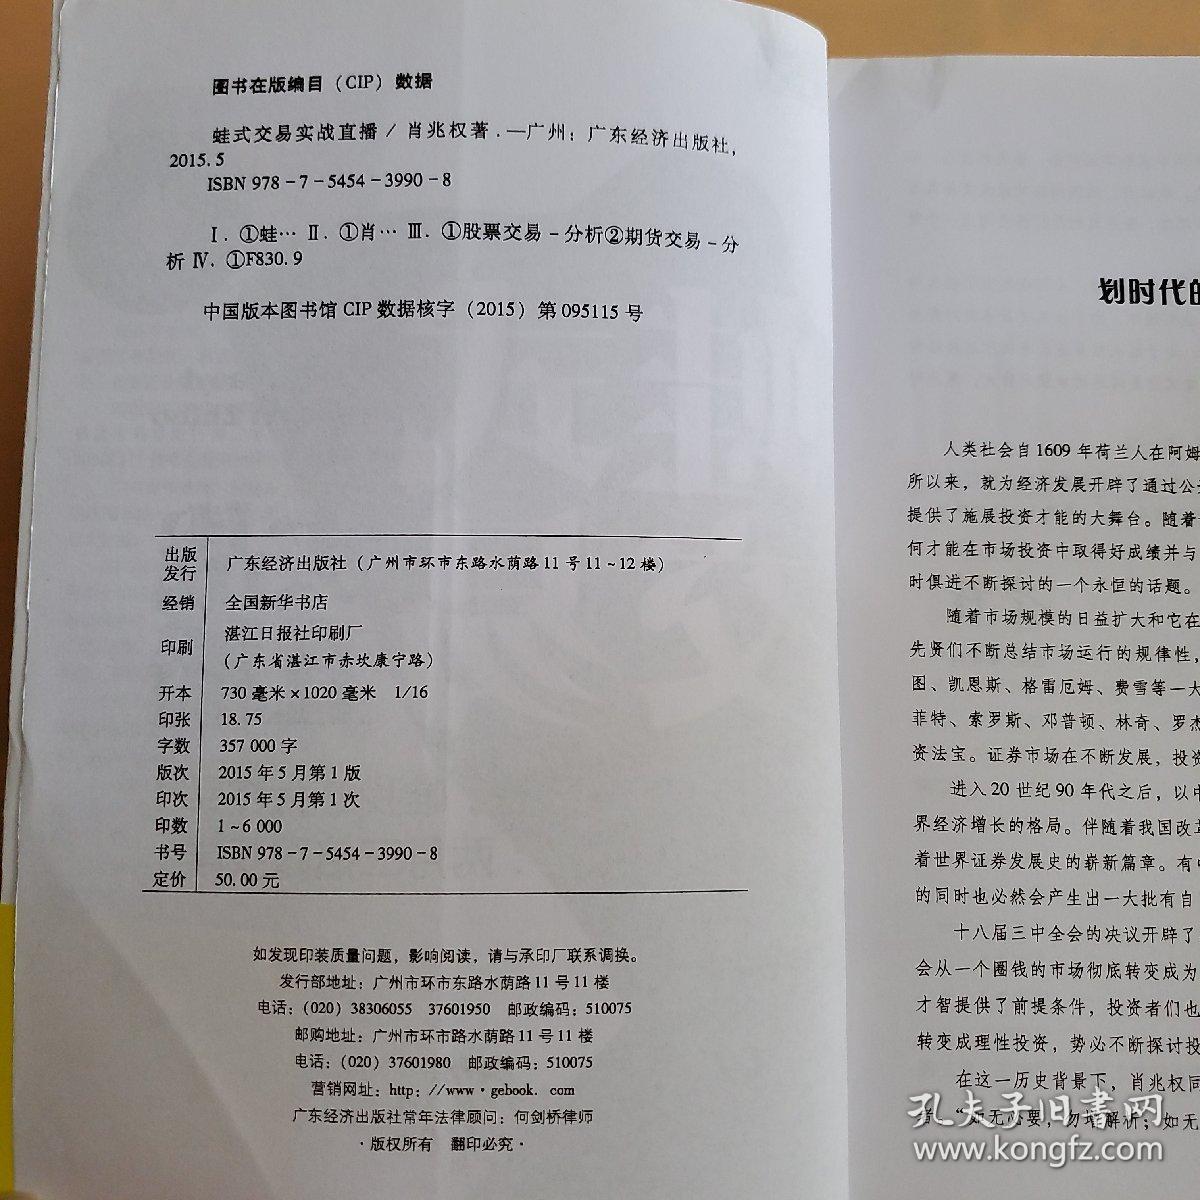 图书在版编目（CIP）数据
蛙式交易实战直播 / 肖兆权著 . —广州：广东经济出版社，
2015. 5
ISBN 978－7－5454－3990－8
Ⅰ. ①蛙… Ⅱ. ①肖… Ⅲ. ①股票交易－分析②期货交易－分
析 Ⅳ. ①F830. 9
中国版本图书馆 CIP 数据核字（2015）第 095115 号
出版
发行
广东经济出版社（广州市环市东路水荫路11号11～12楼）
经销 全国新华书店
印刷 湛江日报社印刷厂
（广东省湛江市赤坎康宁路）
开本 730 毫米×1020 毫米 1/16
印张 18.75
字数 357 000 字
版次 2015 年 5 月第 1 版
印次 2015 年 5 月第 1 次
印数 1～6 000
书号 ISBN 978－7－5454－3990－8
定价 50.00 元
如发现印装质量问题，影响阅读，请与承印厂联系调换。
发行部地址：广州市环市东路水荫路11号11楼
电话：（020）38306055 37601950 邮政编码：510075
邮购地址：广州市环市路水荫路11号11楼
电话：（020）37601980 邮政编码：510075
营销网址：http：//www·gebook. com
广东经济出版社常年法律顾问：何剑桥律师
·版权所有 翻印必究·
划时代的
人类社会自1609年荷兰人在阿姆
所以来，就为经济发展开辟了通过公
提供了施展投资才能的大舞台。随着
何才能在市场投资中取得好成绩并与
时俱进不断探讨的一个永恒的话题。
随着市场规模的日益扩大和它在
先贤们不断总结市场运行的规律性，
图、凯恩斯、格雷厄姆、费雪等一大
菲特、索罗斯、邓普顿、林奇、罗杰
资法宝。证券市场在不断发展，投资
进入20世纪90年代之后，以中
界经济增长的格局。伴随着我国改革
着世界证券发展史的崭新篇章。有
的同时也必然会产生出一大批有自
十八届三中全会的决议开辟了
会从一个圈钱的市场彻底转变成为
才智提供了前提条件，投资者们也
转变成理性投资，势必不断探讨投
在这一历史背景下，肖兆权同
者。“如无必要，勿增解析；如无
孔夫子旧书网
www.kongfz.com